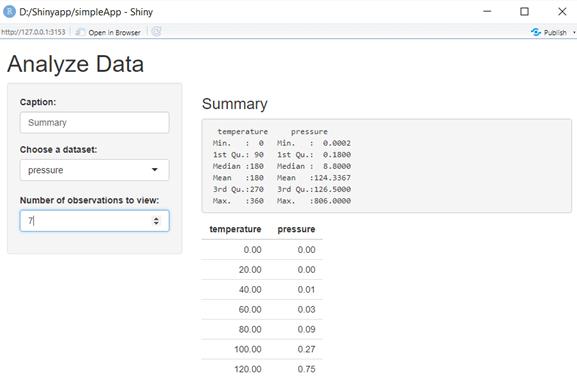 R D:/Shinyapp/simpleApp - Shiny
http://127.0.0.1:3153 Open in Browser Publish
Analyze Data
Caption:
Summary
Choose a dataset:
pressure
Number of observations to view:
7
Summary
temperature pressure
Min. : 0 Min. : 0.0002
1st Qu.: 90 1st Qu.: 0.1800
Median :180 Median : 8.8000
Mean :180 Mean :124.3367
3rd Qu.:270 3rd Qu.:126.5000
Max. :360 Max. :806.0000
temperature pressure
0.00 0.00
20.00 0.00
40.00 0.01
60.00 0.03
80.00 0.09
100.00 0.27
120.00 0.75